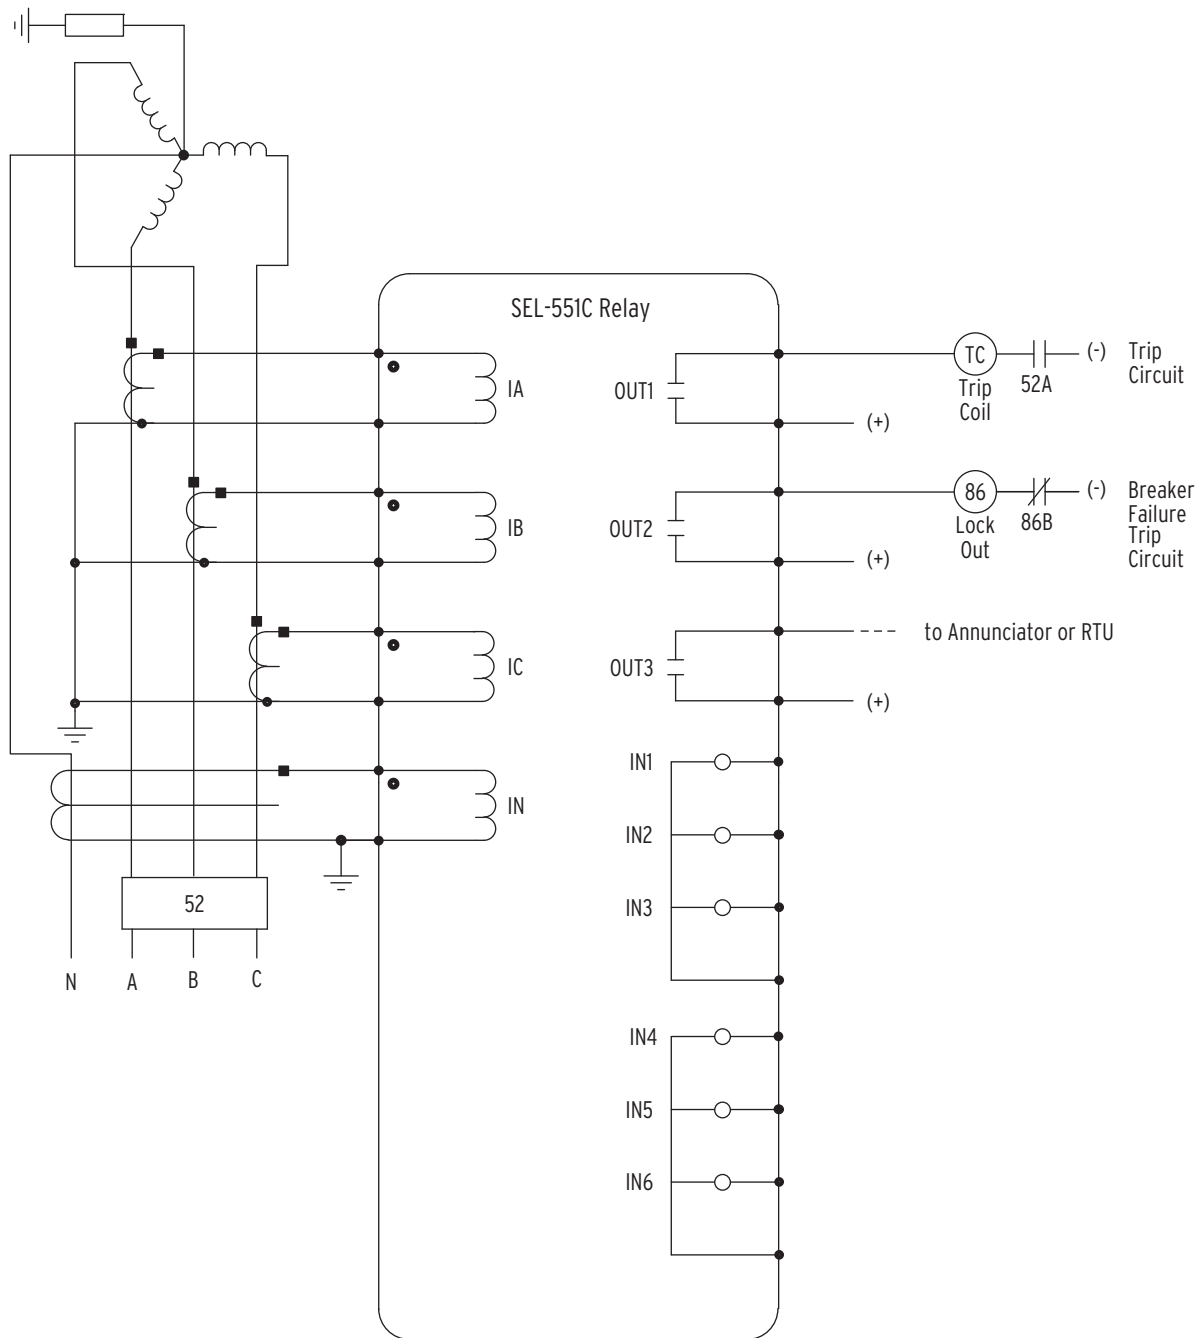 SEL-551C Relay
IA
OUT1
TC
Trip
Coil
52A
(-)
Trip
Circuit
(+)
IB
OUT2
86
Lock
Out
86B
(-)
Breaker
Failure
Trip
Circuit
(+)
IC
OUT3
to Annunciator or RTU
(+)
IN
IN1
IN2
IN3
52
N
A
B
C
IN4
IN5
IN6